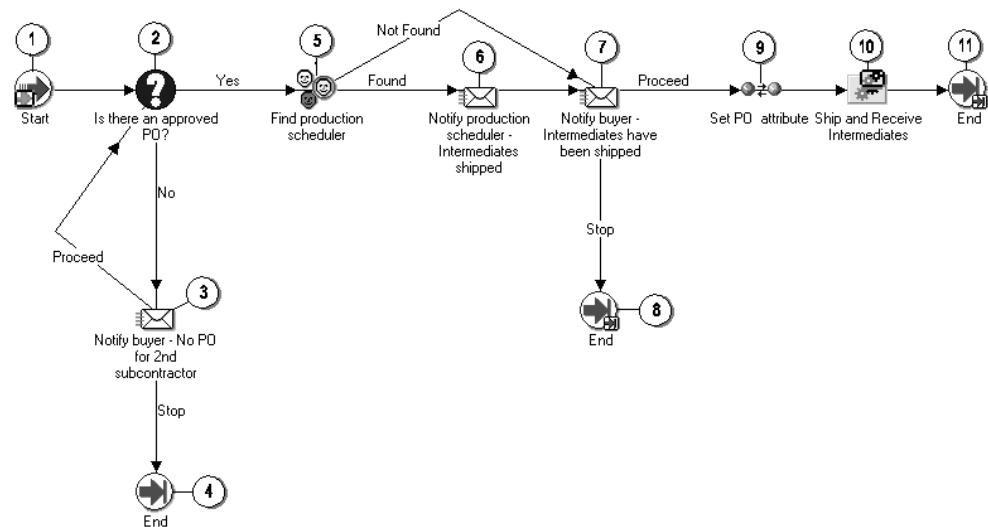 1
2
5
6
7
9
10
11
Not Found
Yes
Found
Proceed
Start
Is there an approved
PO?
Find production
scheduler
Notify production
scheduler -
Intermediates
shipped
Notify buyer -
Intermediates have
been shipped
Set PO attribute
Ship and Receive
Intermediates
End
No
Proceed
Stop
3
8
Notify buyer - No PO
for 2nd
subcontractor
End
Stop
4
End